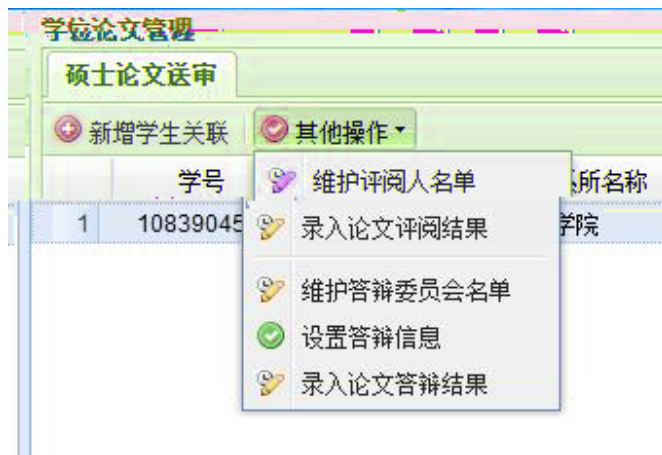 学位论文管理
硕士论文送审
新增学生关联 其他操作
学号 所名称
维护评阅人名单
1 10839045 学院
录入论文评阅结果
维护答辩委员会名单
设置答辩信息
录入论文答辩结果